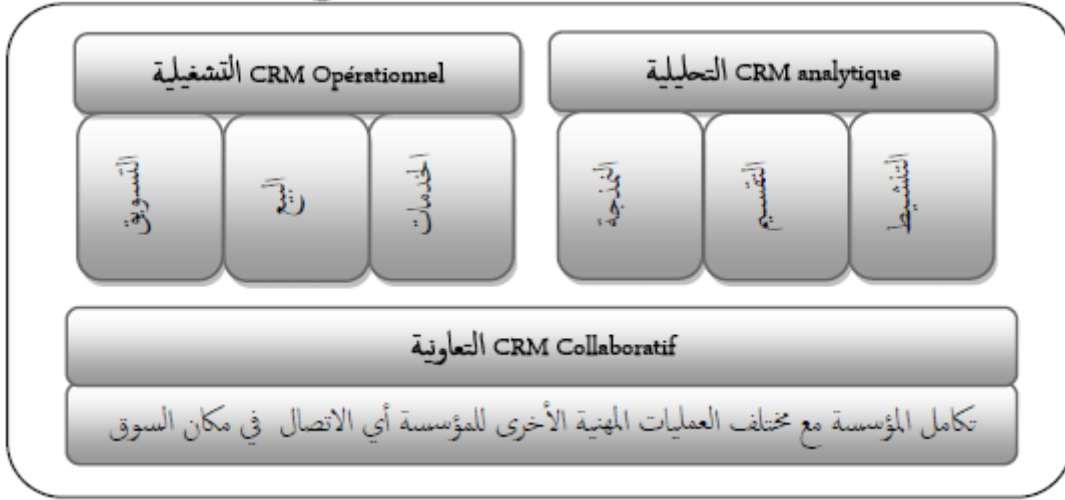 CRM Opérationnel التشغيلية
CRM analytique التحليلية
التسويق
البيع
الخدمات
النمذجة
التقسيم
التنشيط
CRM Collaboratif التعاونية
تكامل المؤسسة مع مختلف العمليات المهنية الأخرى للمؤسسة أي الاتصال في مكان السوق